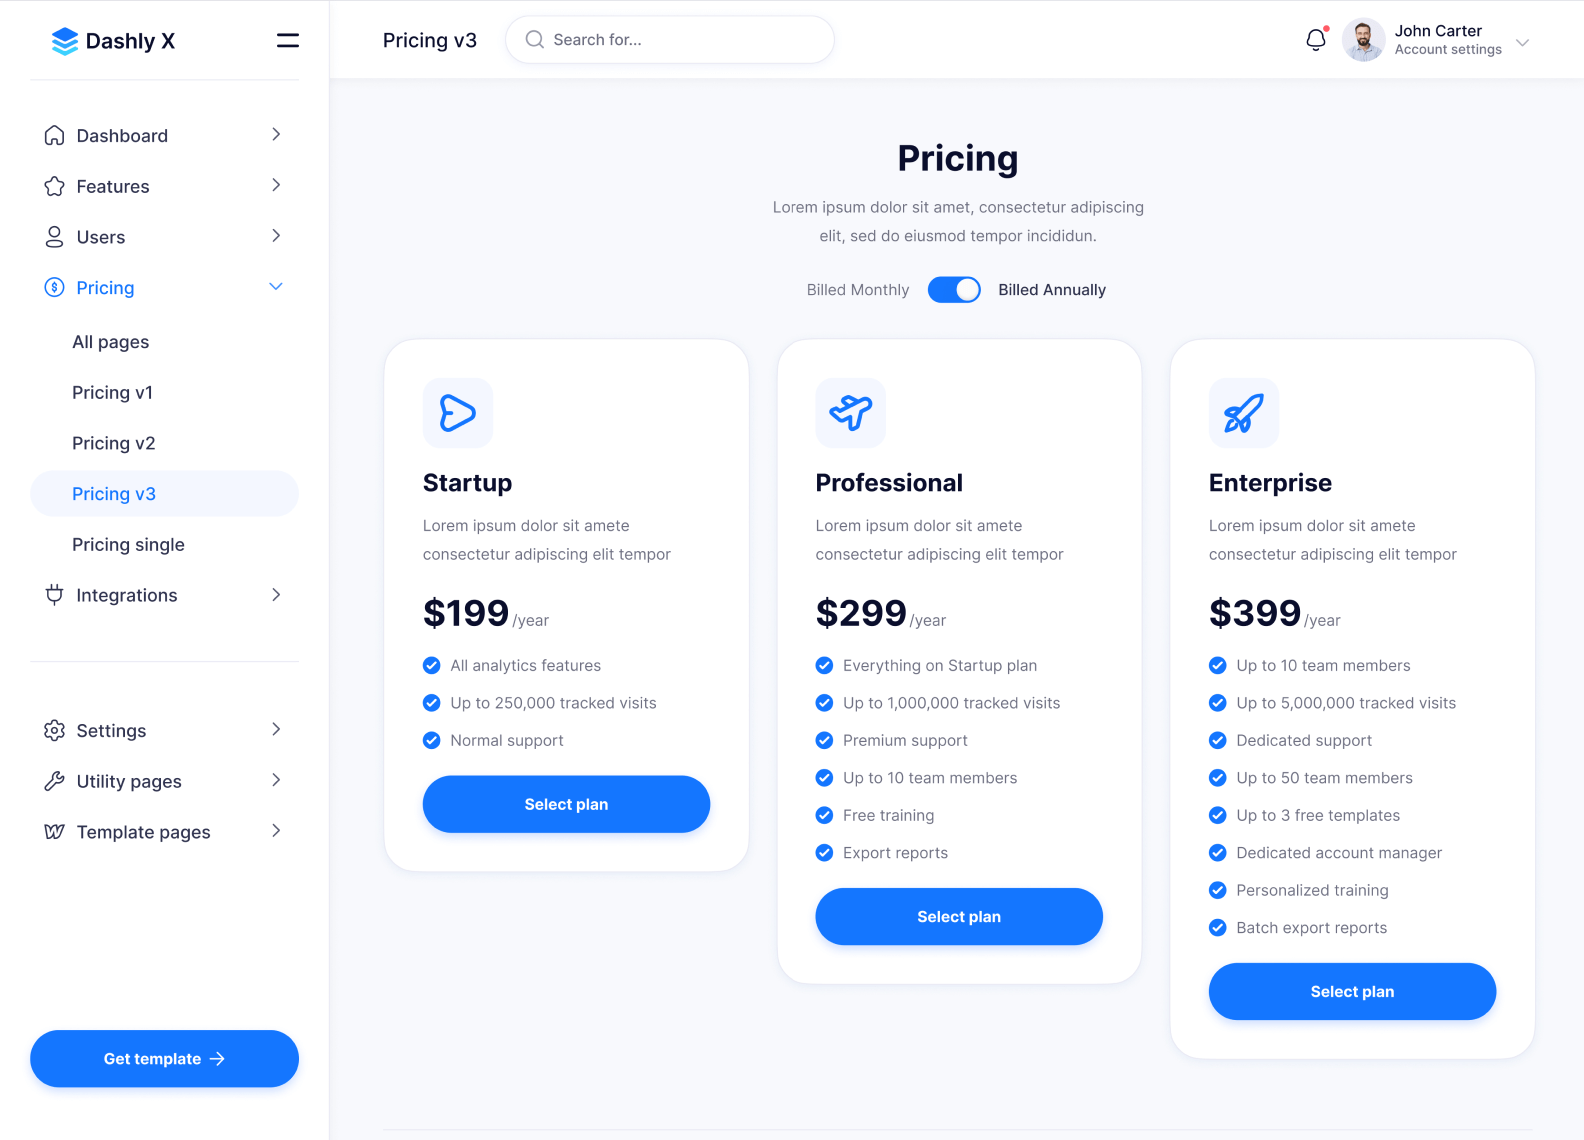 Dashly X
Dashboard
Features
Users
Pricing
All pages
Pricing v1
Pricing v2
Pricing v3
Pricing single
Integrations
Settings
Utility pages
Template pages
Get template
Pricing v3
Search for...
John Carter
Account settings
Pricing
Lorem ipsum dolor sit amet, consectetur adipiscing
elit, sed do eiusmod tempor incididun.
Billed Monthly
Billed Annually
Startup
Lorem ipsum dolor sit amete
consectetur adipiscing elit tempor
$199 /year
All analytics features
Up to 250,000 tracked visits
Normal support
Select plan
Professional
Lorem ipsum dolor sit amete
consectetur adipiscing elit tempor
$299 /year
Everything on Startup plan
Up to 1,000,000 tracked visits
Premium support
Up to 10 team members
Free training
Export reports
Select plan
Enterprise
Lorem ipsum dolor sit amete
consectetur adipiscing elit tempor
$399 /year
Up to 10 team members
Up to 5,000,000 tracked visits
Dedicated support
Up to 50 team members
Up to 3 free templates
Dedicated account manager
Personalized training
Batch export reports
Select plan